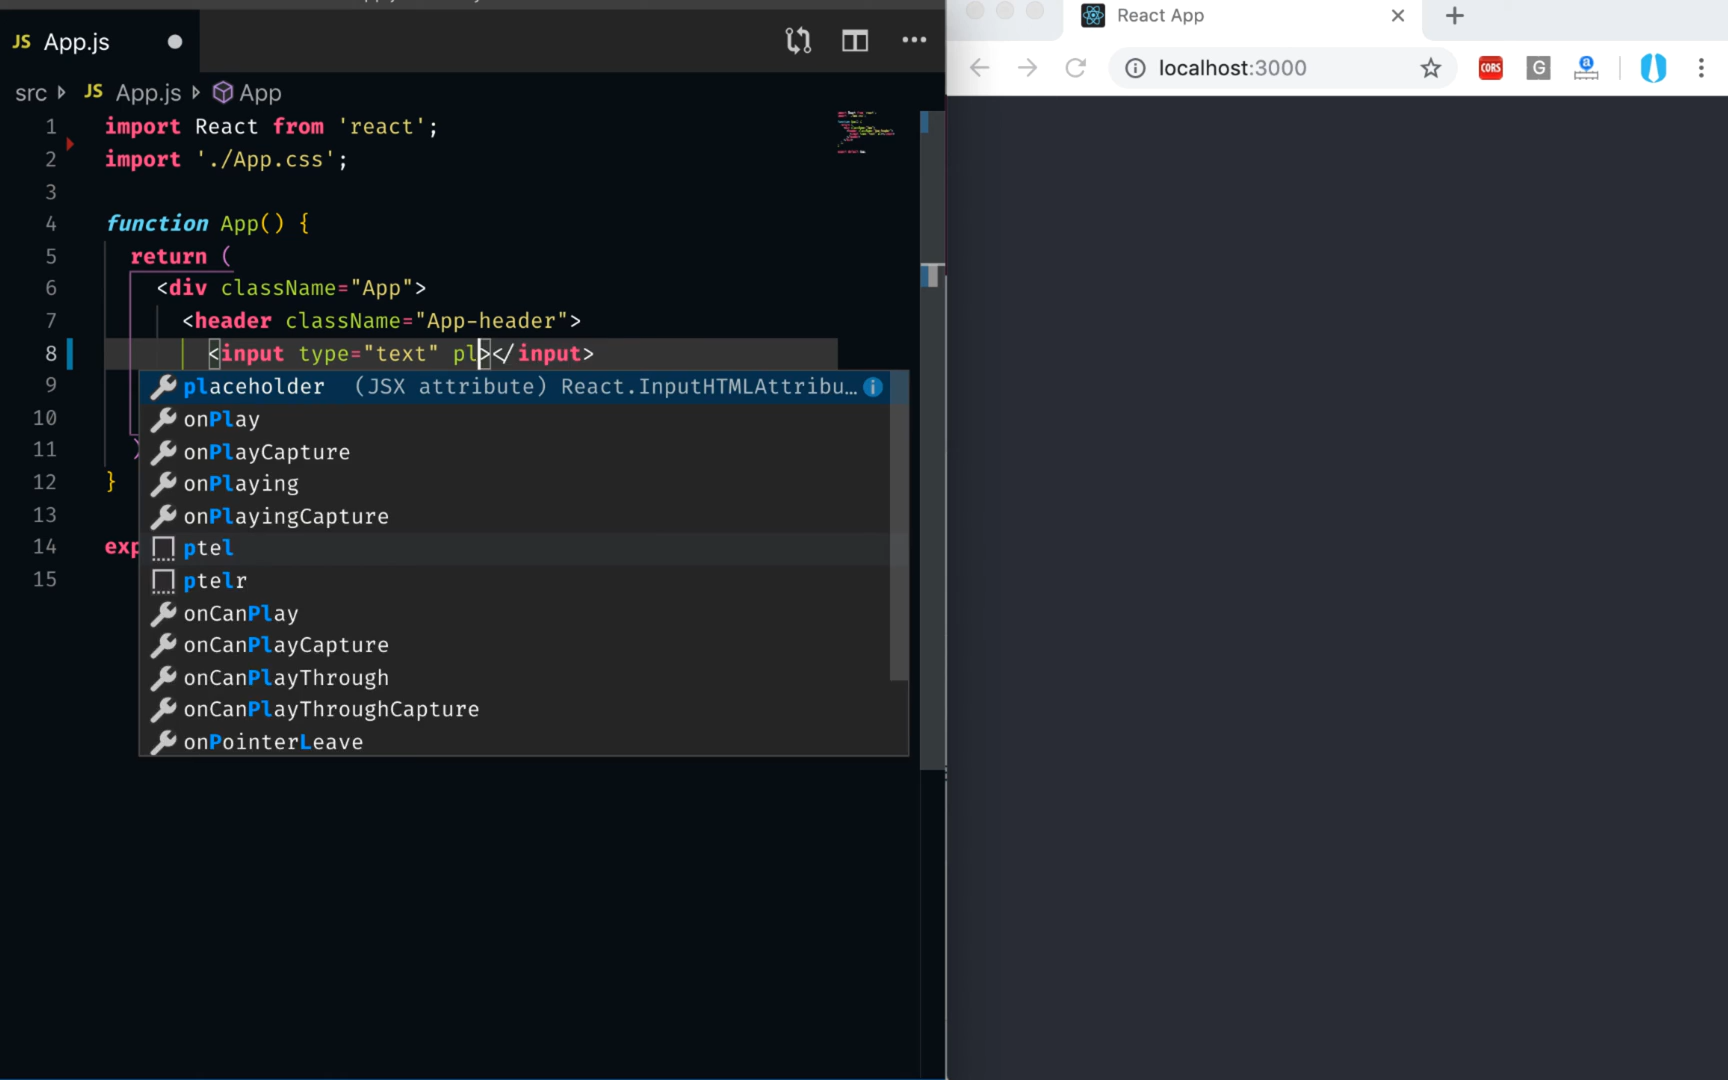 JS App.js
src JS App.js App
1 import React from 'react';
2 import './App.css';
3
4 function App() {
5 return (
6 <div className="App">
7 <header className="App-header">
8 <input type="text" pl></input>
9 placeholder (JSX attribute) React.InputHTMLAttribu…
10 onPlay
onPlayCapture
11 )
onPlaying
12 }
onPlayingCapture
13
14 exp
ptel
15
ptelr
onCanPlay
onCanPlayCapture
onCanPlayThrough
onCanPlayThroughCapture
onPointerLeave
React App
localhost:3000
CORS
G
a